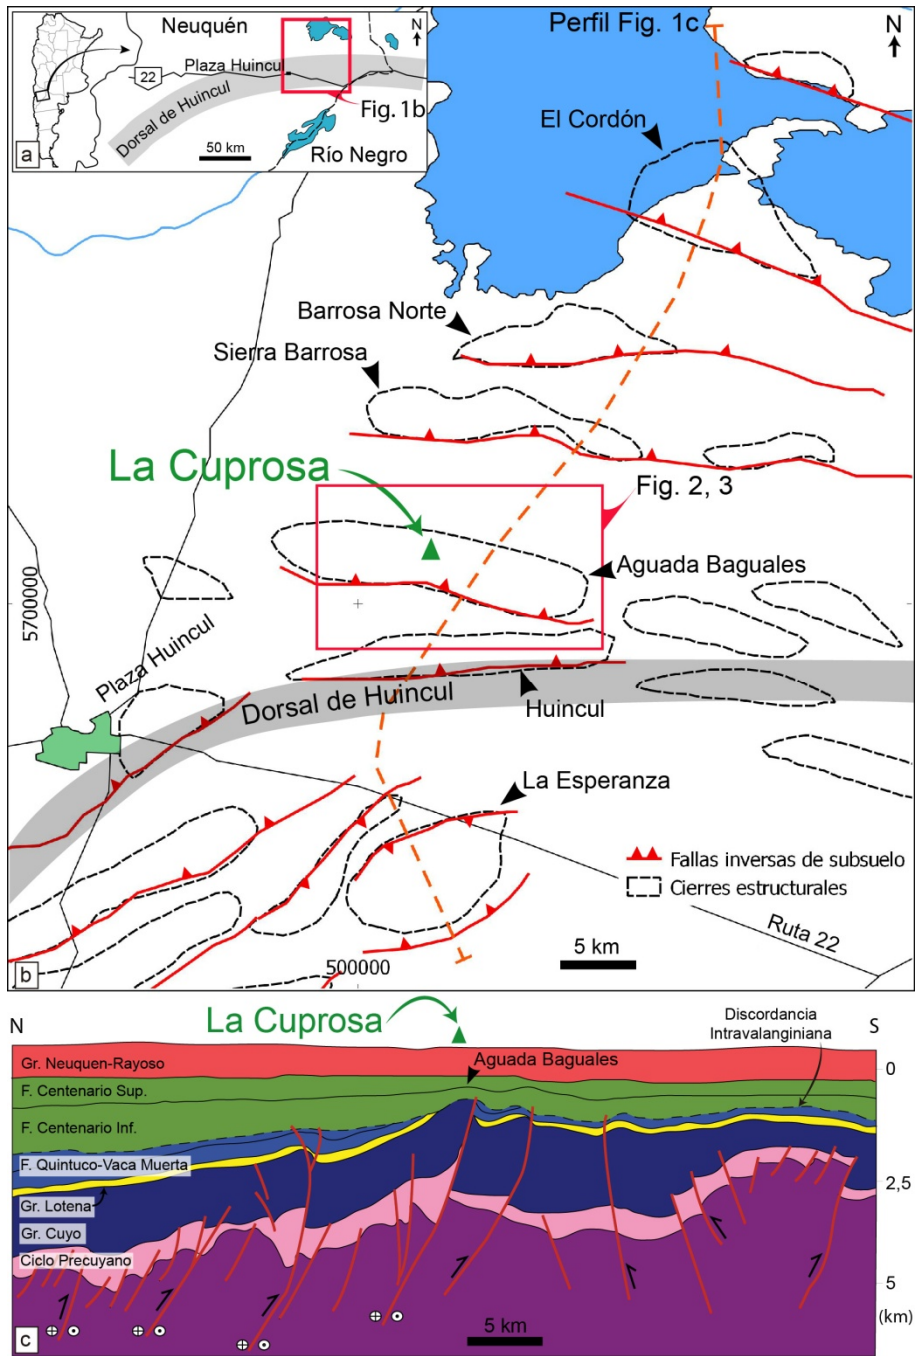 Neuquén
N
Plaza Huincul
22
Dorsal de Huincul
Fig. 1b
50 km
Río Negro
a
Perfil Fig. 1c
N
El Cordón
Barrosa Norte
Sierra Barrosa
La Cuprosa
Fig. 2, 3
Aguada Baguales
5700000
Plaza Huincul
Dorsal de Huincul
Huincul
La Esperanza
Fallas inversas de subsuelo
Cierres estructurales
Ruta 22
500000
5 km
b
N
La Cuprosa
Discordancia
Intravalanginiana
S
Gr. Neuquen-Rayoso
Aguada Baguales
0
F. Centenario Sup.
F. Centenario Inf.
F. Quintuco-Vaca Muerta
2,5
Gr. Lotena
Gr. Cuyo
Ciclo Precuyano
5
(km)
5 km
c